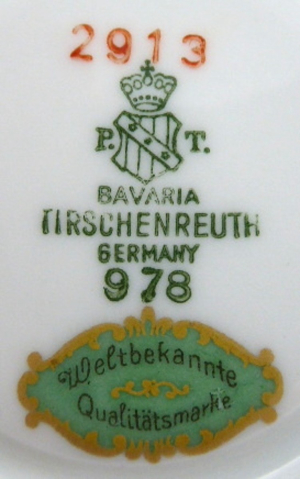 2913
P. T.
BAVARIA
TIRSCHENREUTH
GERMANY
978
Weltbekannte
Qualitätsmarke